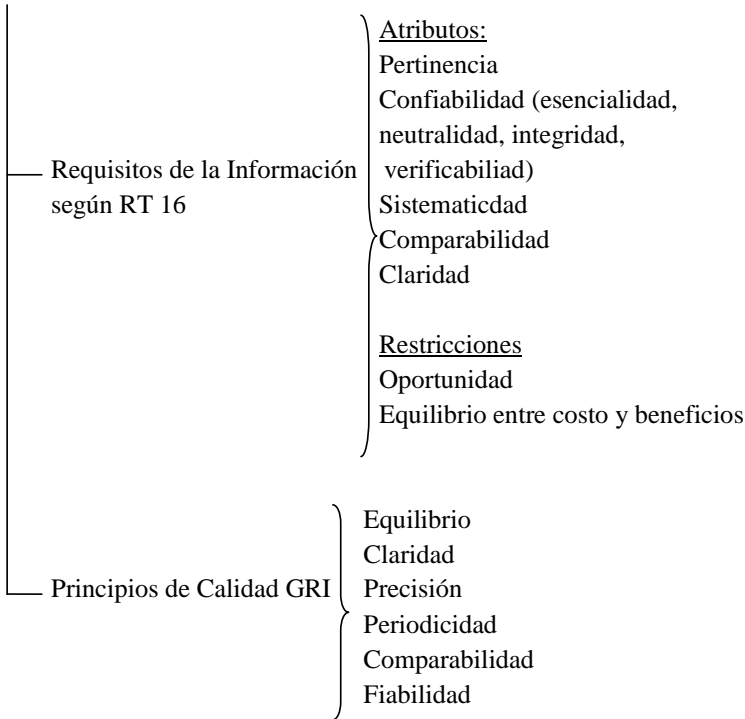 Atributos:
Pertinencia
Confiabilidad (esencialidad,
neutralidad, integridad,
verificabiliad)
Requisitos de la Información
según RT 16
Sistematicdad
Comparabilidad
Claridad
Restricciones
Oportunidad
Equilibrio entre costo y beneficios
Principios de Calidad GRI
Equilibrio
Claridad
Precisión
Periodicidad
Comparabilidad
Fiabilidad